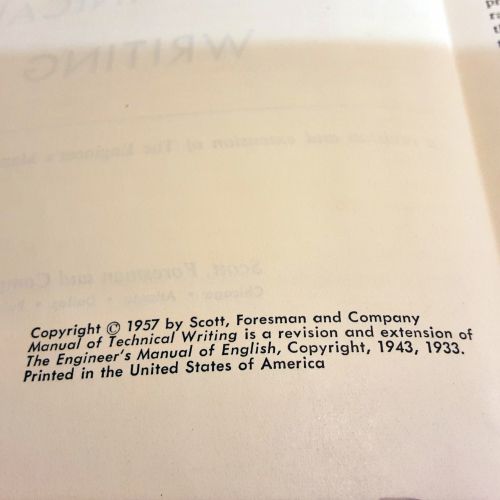 Copyright © 1957 by Scott, Foresman and Company
Manual of Technical Writing is a revision and extension of
The Engineer's Manual of English, Copyright, 1943, 1933.
Printed in the United States of America